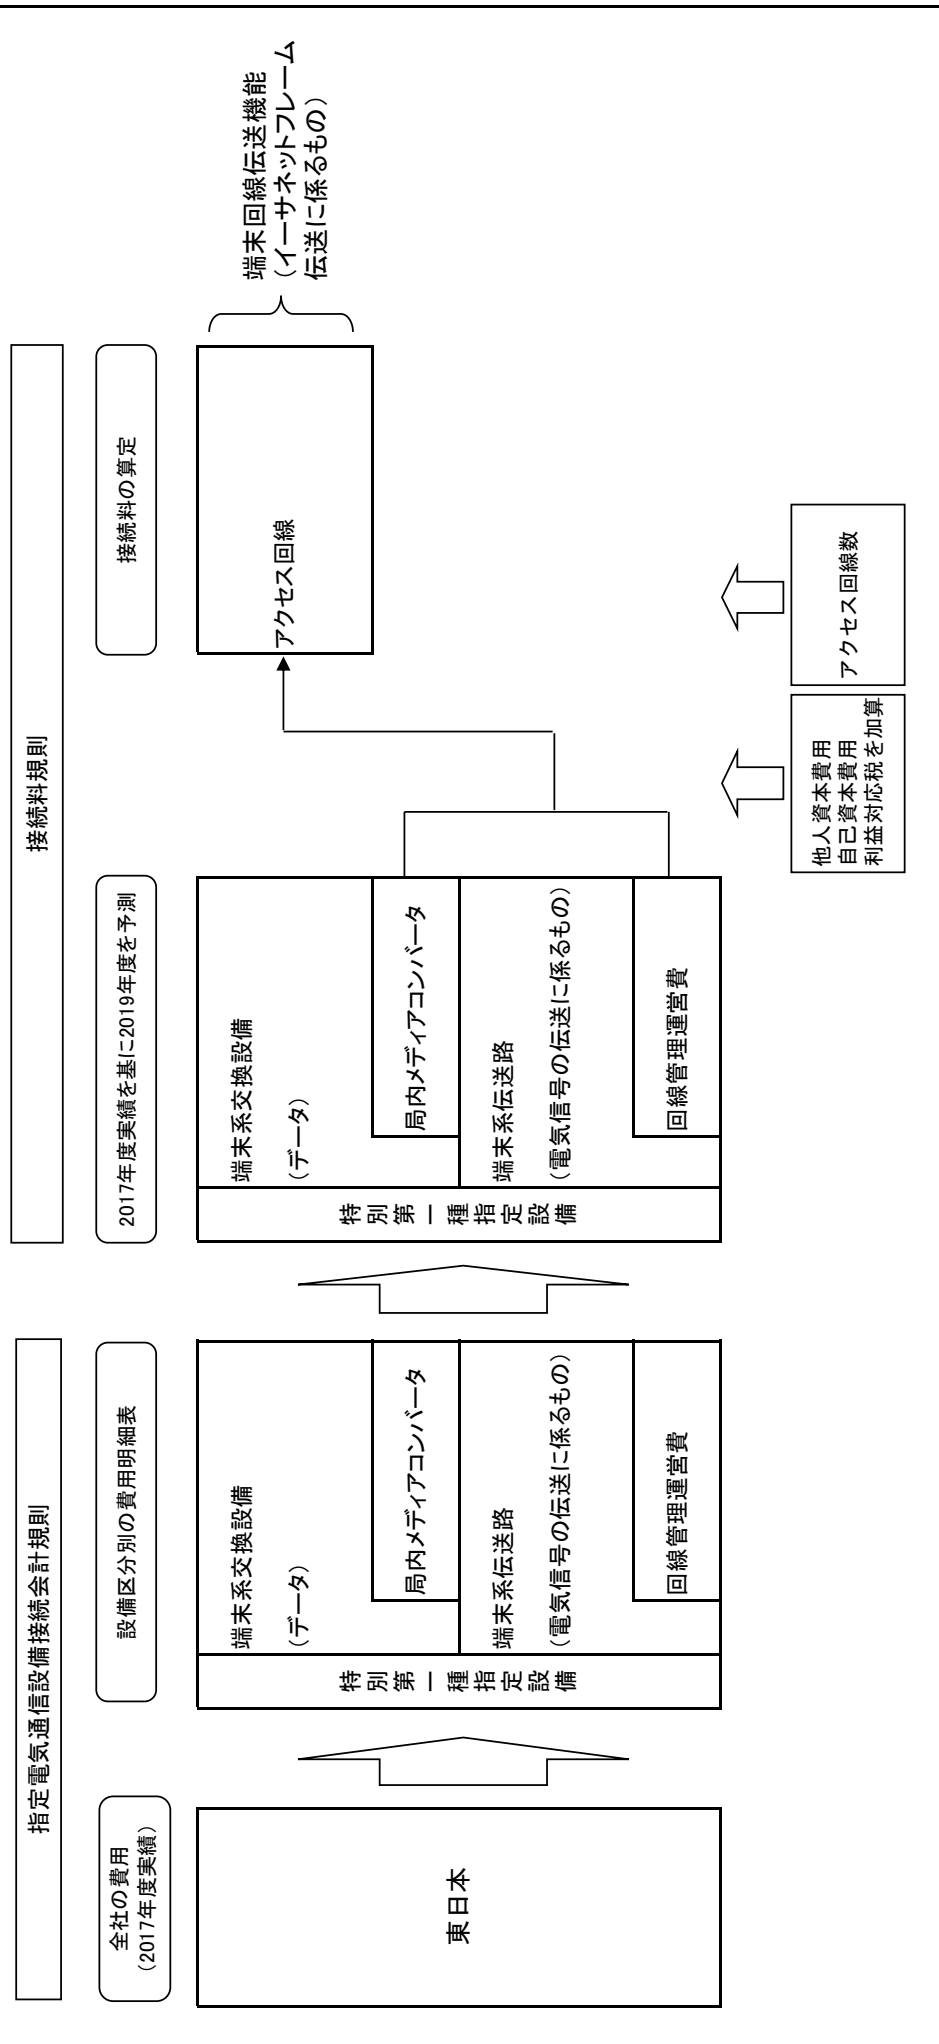 指定電気通信設備接続会計規則
接続料規則
全社の費用
（2017年度実績）
設備区分別の費用明細表
2017年度実績を基に2019年度を予測
接続料の算定
東日本
特別第一種指定設備
端末系交換設備
（データ）
局内メディアコンバータ
端末系伝送路
（電気信号の伝送に係るもの）
回線管理運営費
特別第一種指定設備
端末系交換設備
（データ）
局内メディアコンバータ
端末系伝送路
（電気信号の伝送に係るもの）
回線管理運営費
アクセス回線
端末回線伝送機能
（イーサネットフレーム
伝送に係るもの）
他人資本費用
自己資本費用
利益対応税を加算
アクセス回線数